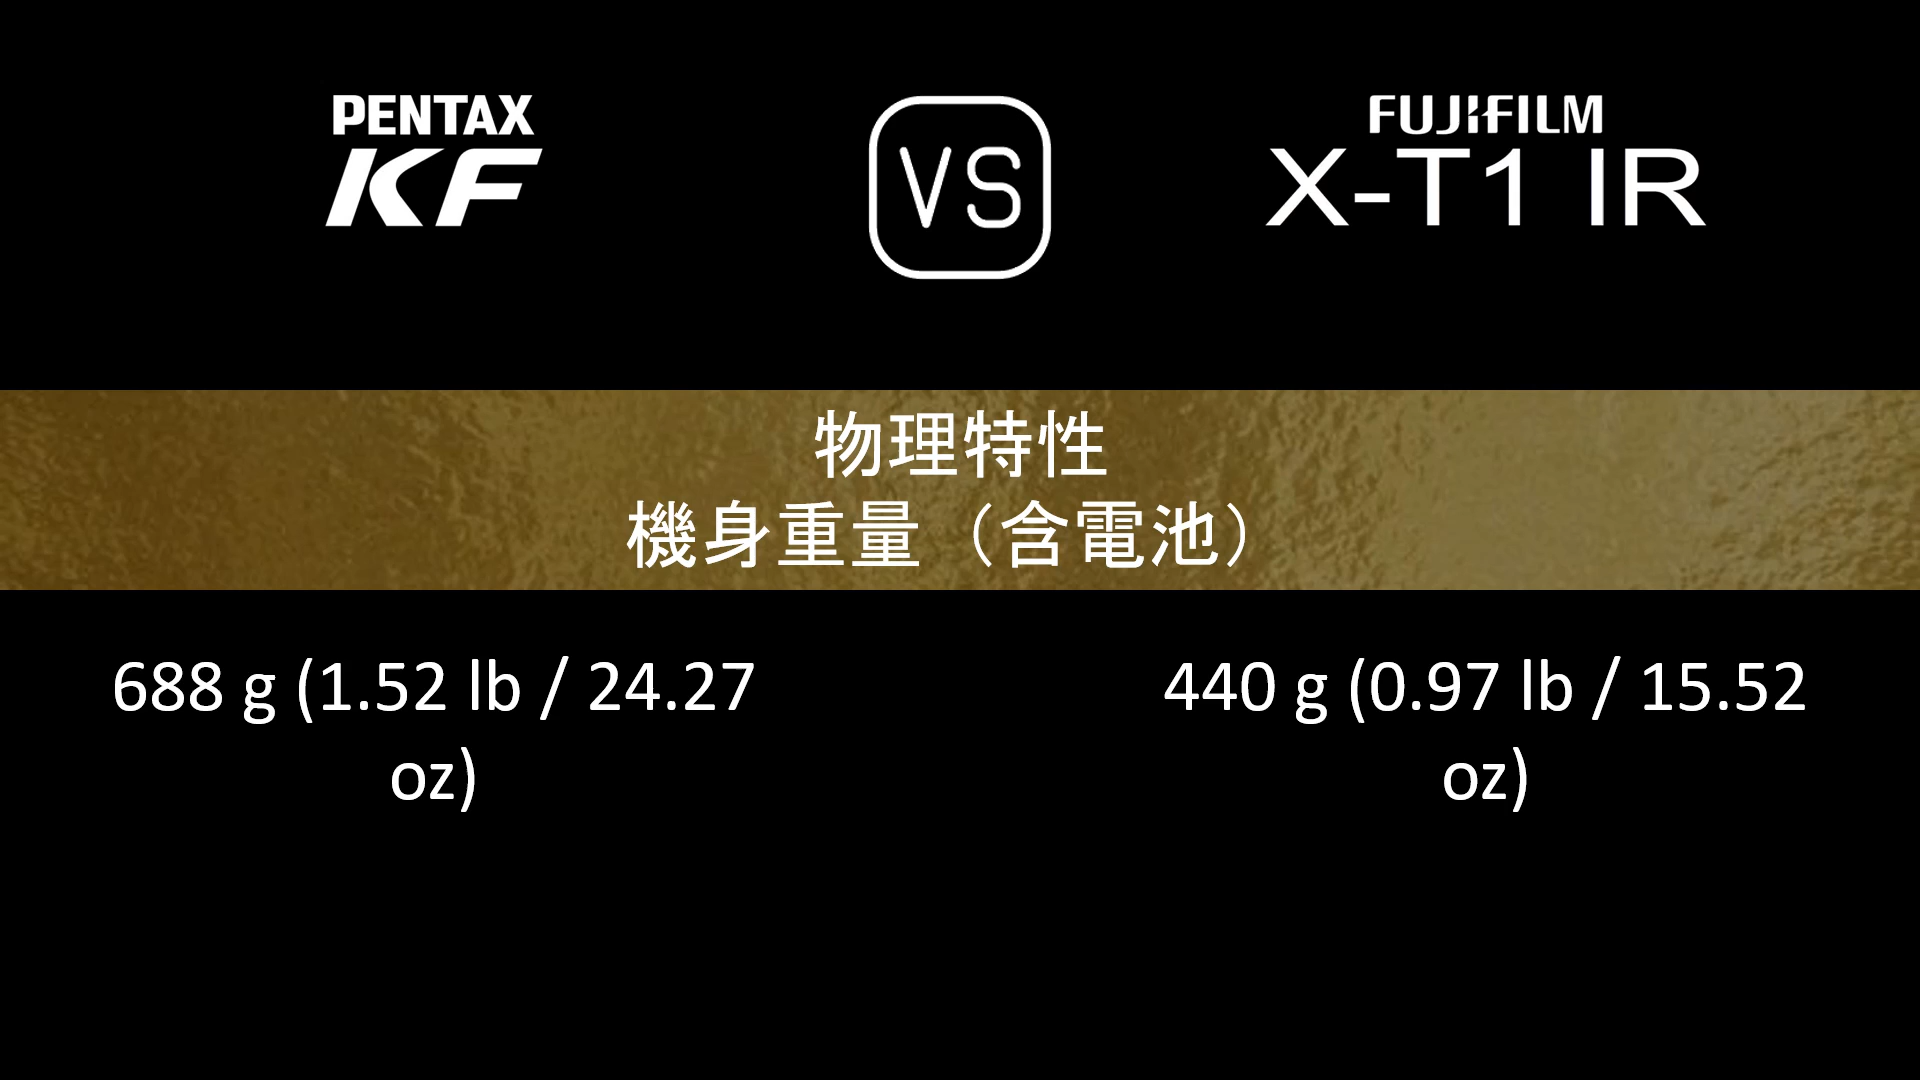 PENTAX
KF
VS
FUJIFILM
X-T1 IR
物理特性
機身重量（含電池）
688 g (1.52 lb / 24.27
oz)
440 g (0.97 lb / 15.52
oz)